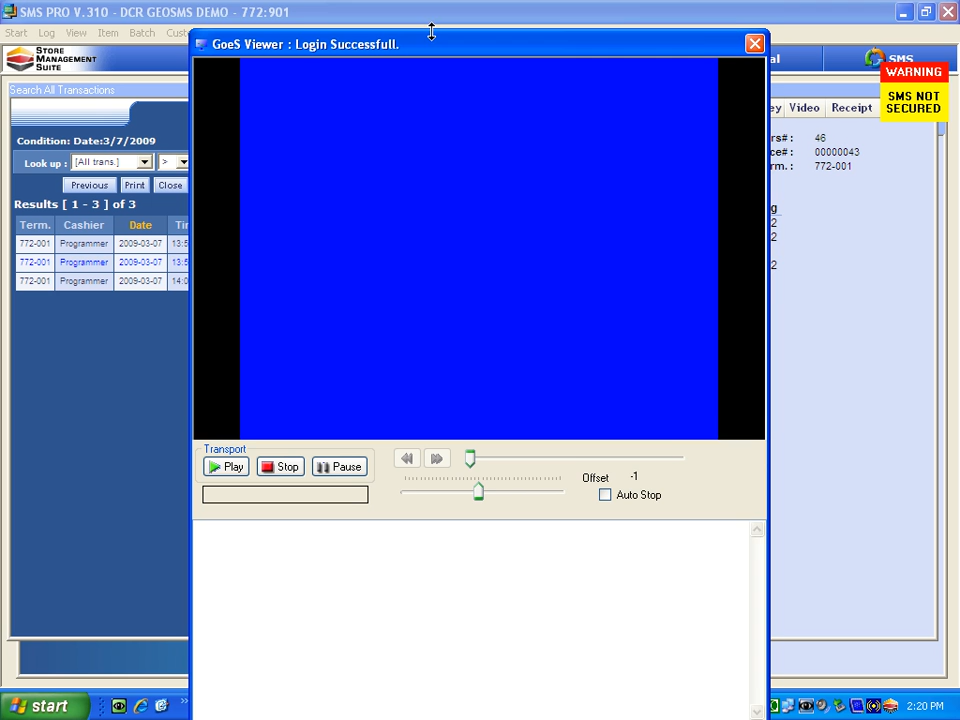 SMS PRO V.310 - DCR GEOSMS DEMO - 772:901
Start Log View Item Batch
STORE
MANAGEMENT
SUITE
GoeS Viewer : Login Successfull.
SMS
WARNING
SMS NOT
SECURED
Search All Transactions
Video Receipt
Condition: Date:3/7/2009
Look up : [All trans.] >
Previous Print Close
Results [ 1 - 3 ] of 3
Term. Cashier Date
772-001 Programmer 2009-03-07
772-001 Programmer 2009-03-07
772-001 Programmer 2009-03-07
46
00000043
772-001
2
2
2
Transport
Play Stop Pause
Offset -1
Auto Stop
start
2:20 PM